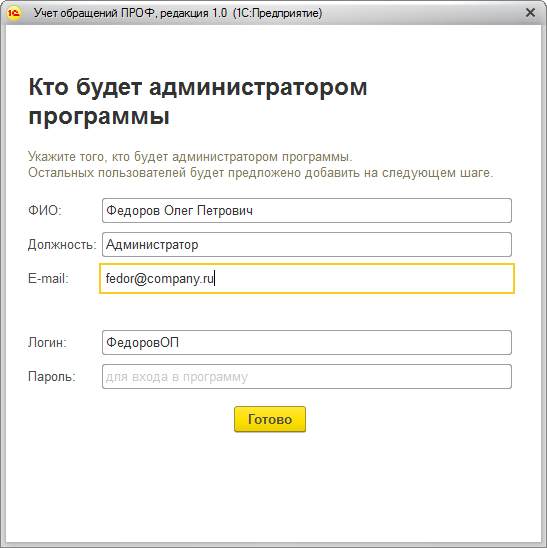 1С Учет обращений ПРОФ, редакция 1.0 (1С:Предприятие)
Кто будет администратором
программы
Укажите того, кто будет администратором программы.
Остальных пользователей будет предложено добавить на следующем шаге.
ФИО: Федоров Олег Петрович
Должность: Администратор
E-mail: fedor@company.ru
Логин: ФедоровОП
Пароль: для входа в программу
Готово